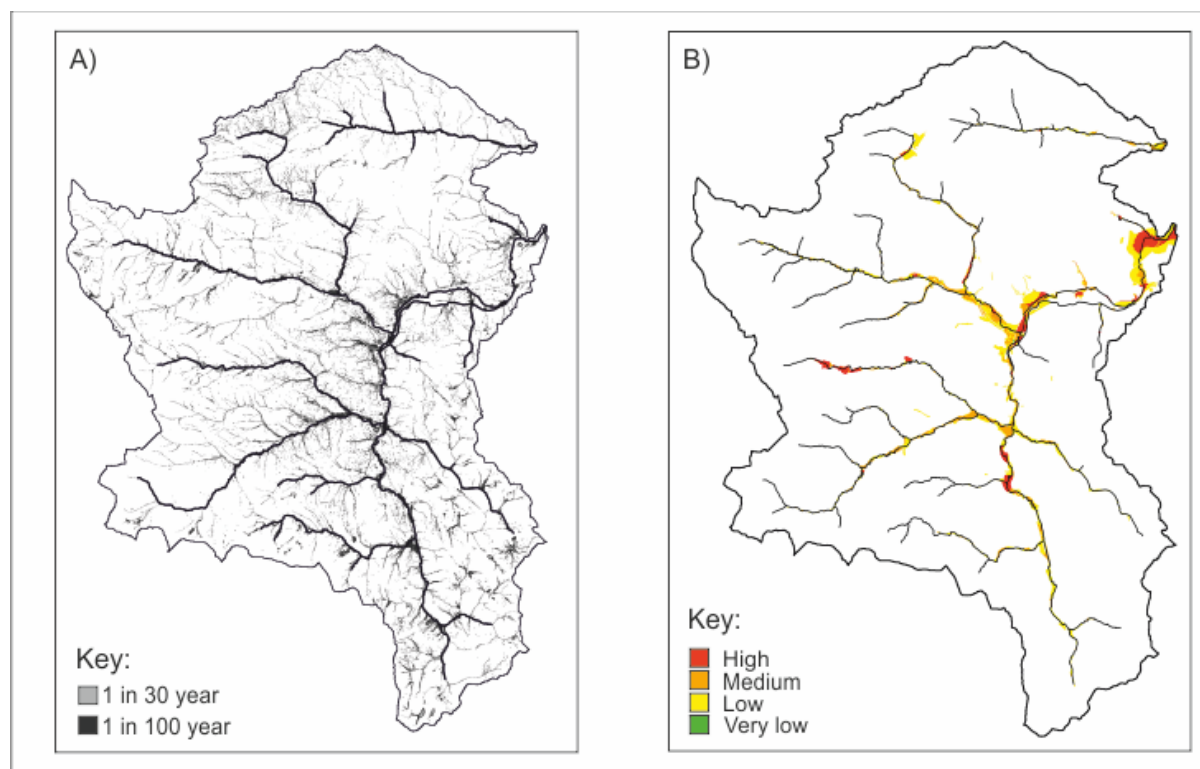 A)
Key:
1 in 30 year
1 in 100 year
B)
Key:
High
Medium
Low
Very low